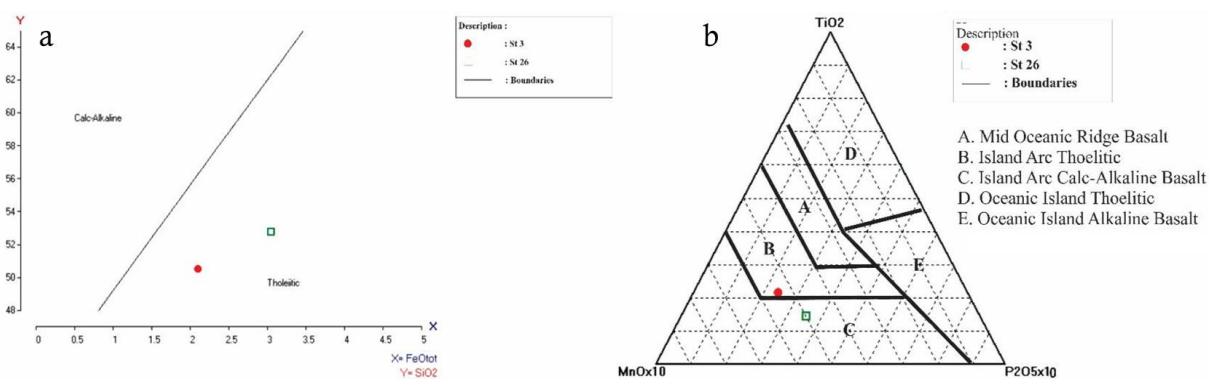 Y
a
64
62
60
58
56
54
52
50
48
Calc-Alkaline
Tholeiitic
0 0.5 1 1.5 2 2.5 3 3.5 4 4.5 5
X
X= FeOtot
Y= SiO2
Description :
: St 3
: St 26
: Boundaries
b
TiO2
D
A
B
E
C
MnOx10
P2O5x10
Description
: St 3
: St 26
: Boundaries
A. Mid Oceanic Ridge Basalt
B. Island Arc Thoelitic
C. Island Arc Calc-Alkaline Basalt
D. Oceanic Island Thoelitic
E. Oceanic Island Alkaline Basalt